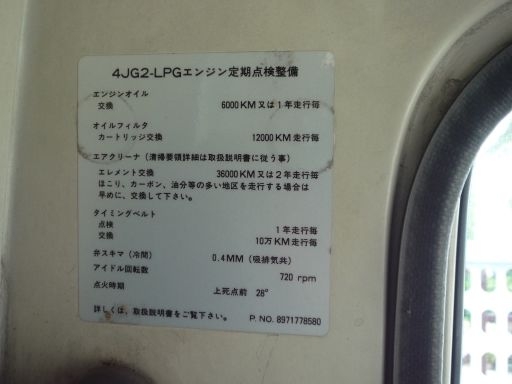 4JG2-LPGエンジン定期点検整備
エンジンオイル
交換 6000KM又は1年走行毎
オイルフィルタ
カートリッジ交換 12000KM走行毎
エアクリーナ(清掃要領詳細は取扱説明書に従う事)
エレメント交換 36000KM又は2年走行毎
ほこり、カーボン、油分等の多い地区を走行する場合は
早めに、交換して下さい。
タイミングベルト
点検 1年走行毎
交換 10万KM走行毎
弁スキマ(冷間) 0.4MM(吸排気共)
アイドル回転数 720rpm
点火時期 上死点前 28°
詳しくは、取扱説明書をご覧下さい。 P.NO.8971778580